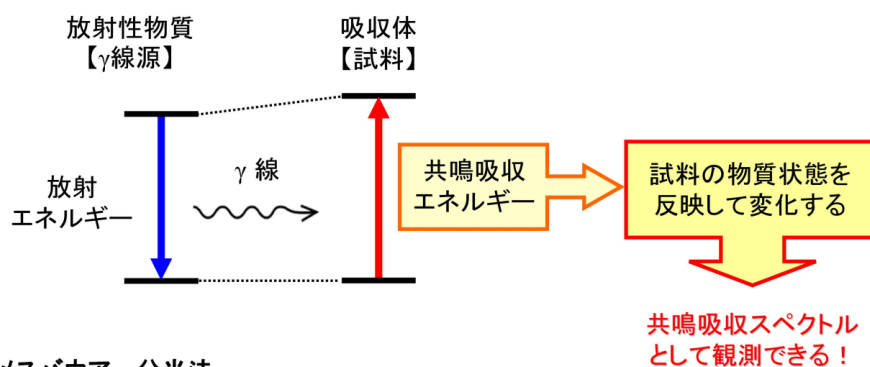 放射性物質
【γ線源】
吸収体
【試料】
放射
エネルギー
γ 線
共鳴吸収
エネルギー
試料の物質状態を
反映して変化する
共鳴吸収スペクトル
として観測できる！